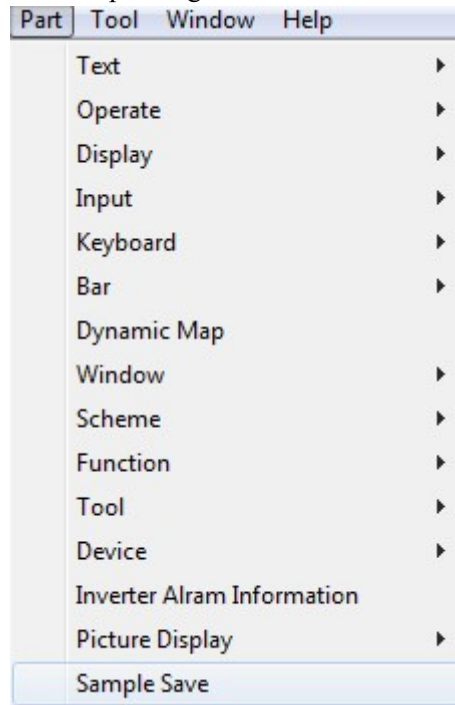 Part Tool Window Help
Text
Operate
Display
Input
Keyboard
Bar
Dynamic Map
Window
Scheme
Function
Tool
Device
Inverter Alram Information
Picture Display
Sample Save